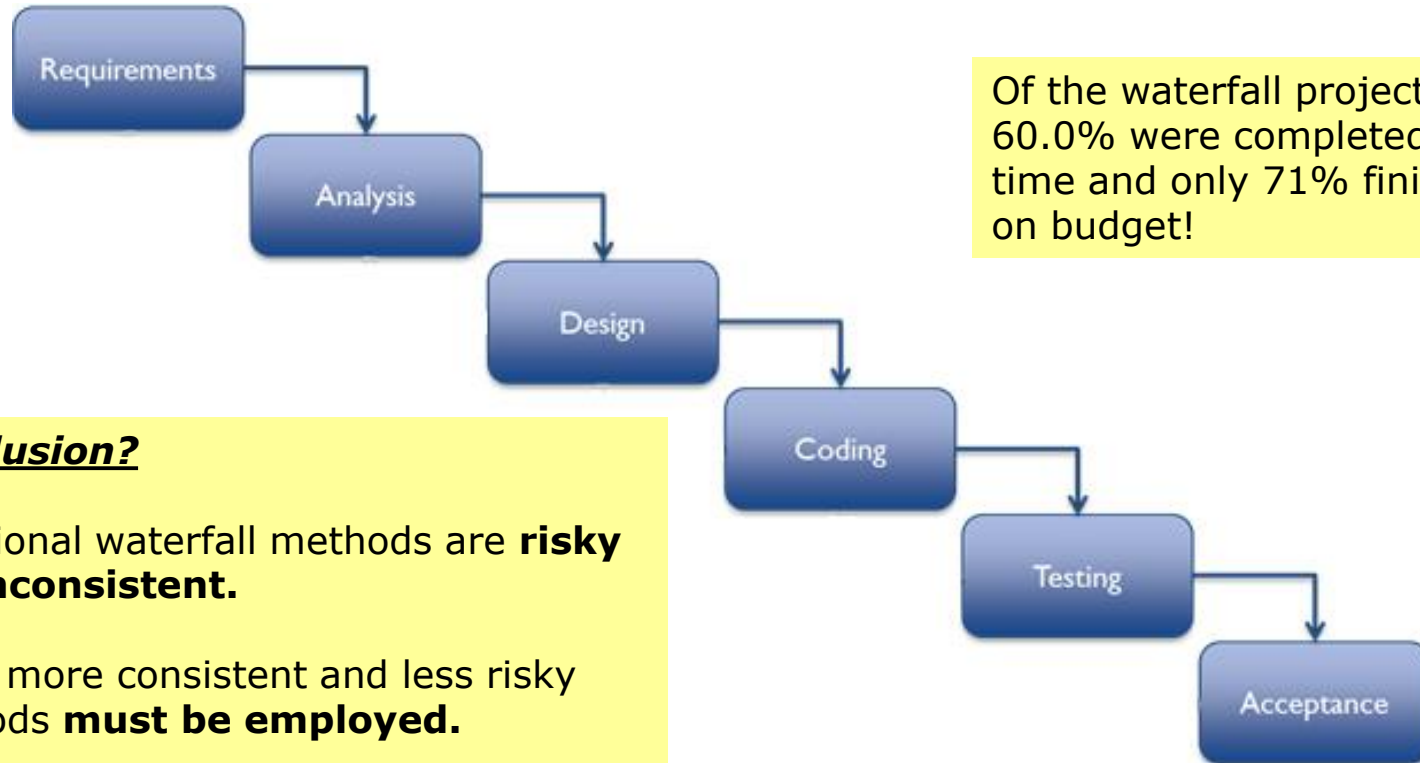 Requirements
Of the waterfall project
60.0% were completed
time and only 71% fini
on budget!
Analysis
Design
lusion?
Coding
ional waterfall methods are risky
nconsistent.
Testing
more consistent and less risky
ods must be employed.
Acceptance